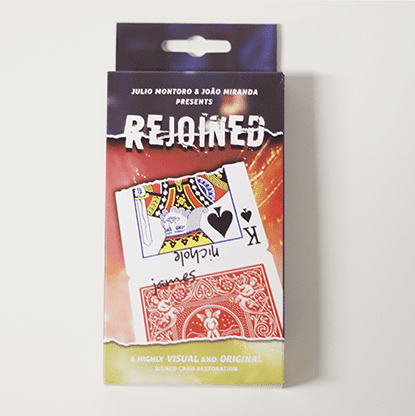 JULIO MONTORO & JOÃO MIRANDA
PRESENTS
REJOINED
K
nichole
james
A HIGHLY VISUAL AND ORIGINAL
SIGNED CARD RESTORATION